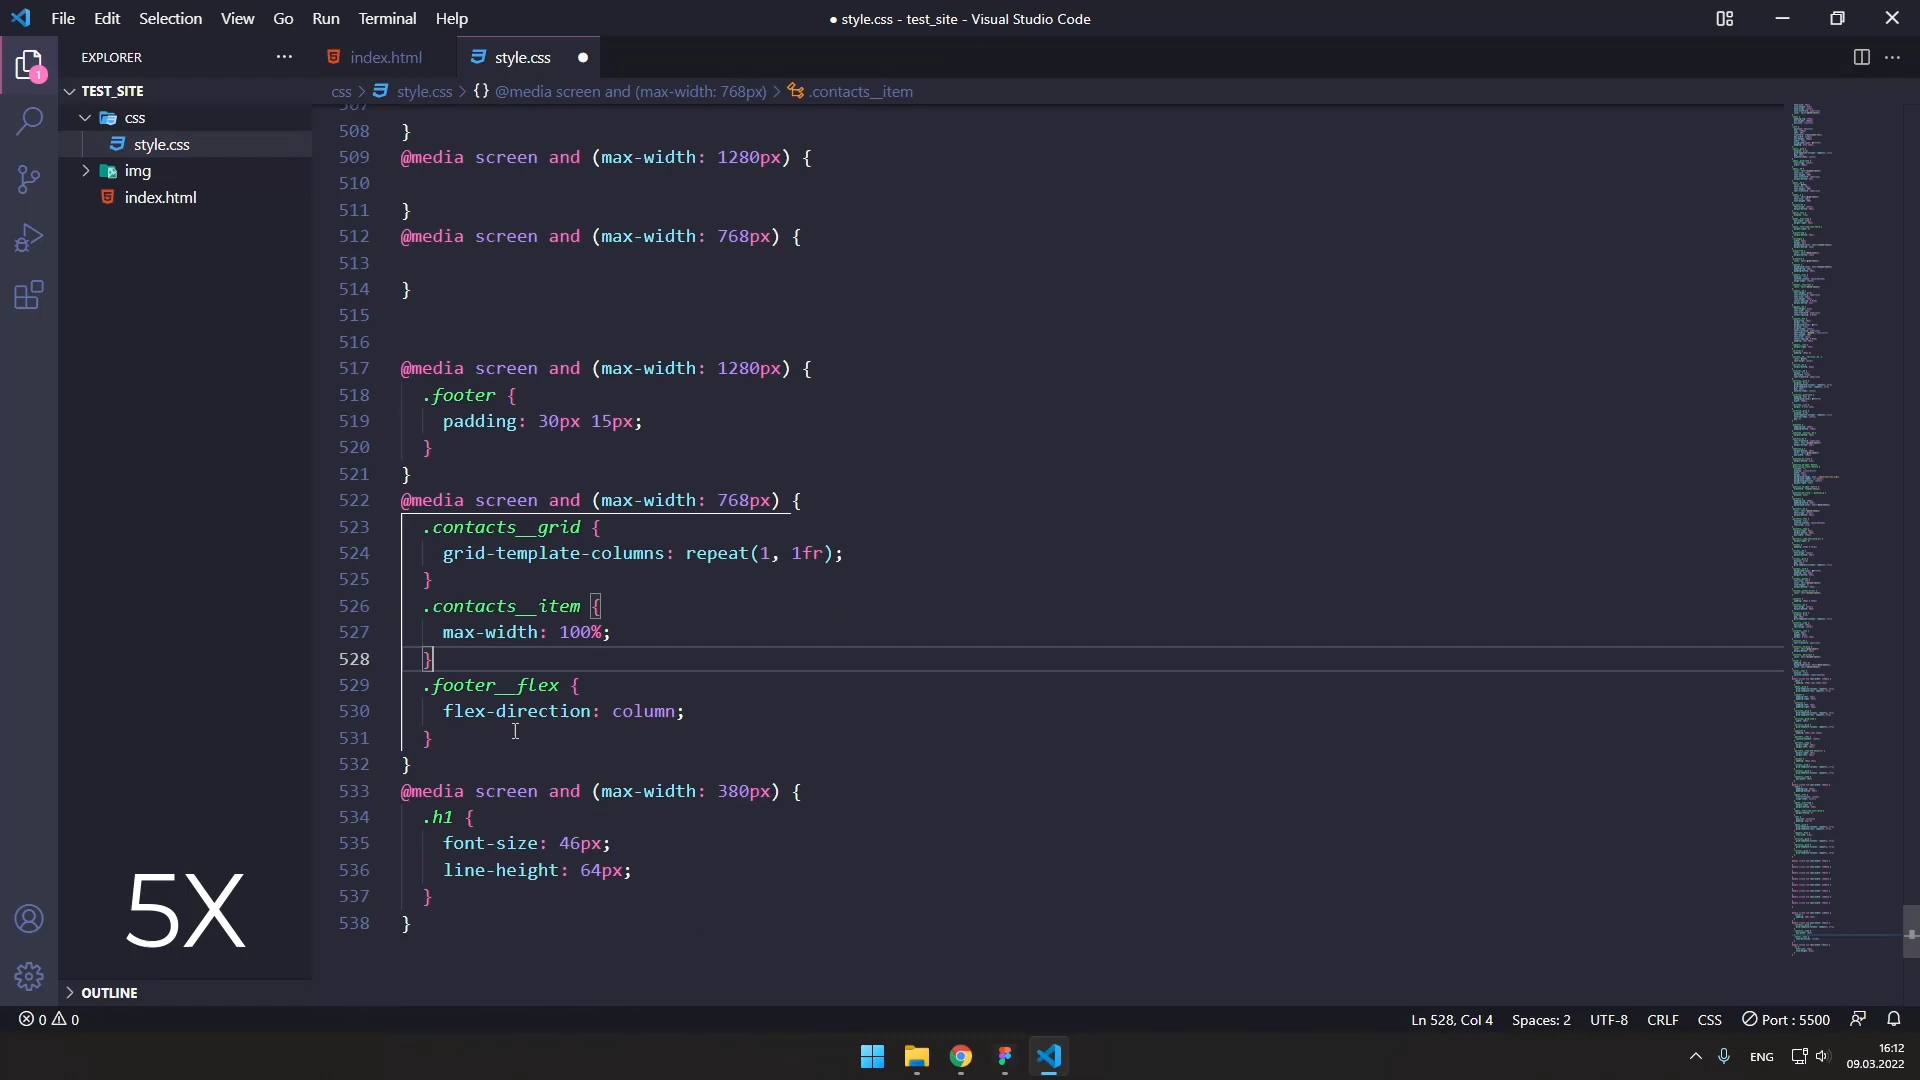 File Edit Selection View Go Run Terminal Help
● style.css - test_site - Visual Studio Code
EXPLORER
index.html
style.css
TEST_SITE
css > style.css > {} @media screen and (max-width: 768px) > .contacts__item
css
style.css
img
index.html
507
508 }
509 @media screen and (max-width: 1280px) {
510
511 }
512 @media screen and (max-width: 768px) {
513
514 }
515
516
517 @media screen and (max-width: 1280px) {
518 .footer {
519 padding: 30px 15px;
520 }
521 }
522 @media screen and (max-width: 768px) {
523 .contacts__grid {
524 grid-template-columns: repeat(1, 1fr);
525 }
526 .contacts__item {
527 max-width: 100%;
528 }
529 .footer__flex {
530 flex-direction: column;
531 }
532 }
533 @media screen and (max-width: 380px) {
534 .h1 {
535 font-size: 46px;
536 line-height: 64px;
537 }
538 }
1
5X
OUTLINE
0 0
Ln 528, Col 4 Spaces: 2 UTF-8 CRLF CSS Port : 5500
ENG
16:12
09.03.2022